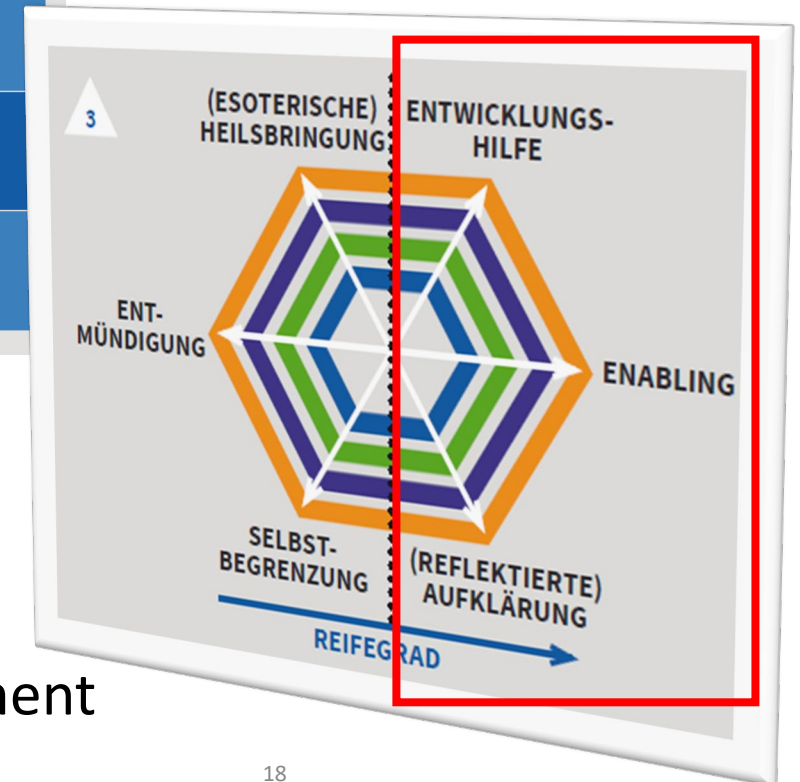 3
(ESOTERISCHE)
HEILSBRINGUNG
ENTWICKLUNGS-
HILFE
ENT-
MÜNDIGUNG
ENABLING
SELBST-
BEGRENZUNG
(REFLEKTIERTE)
AUFKLÄRUNG
REIFEGRAD
nent
18